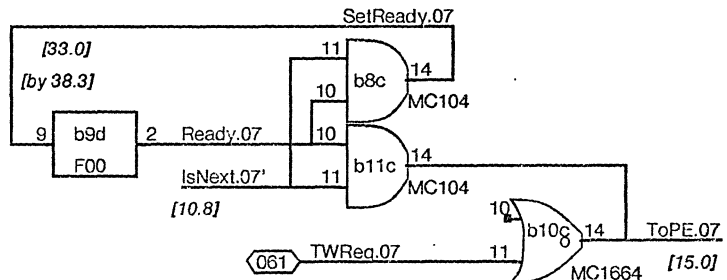 SetReady.07
[33.0]
[by 38.3]
11
14
b8c
10
MC104
9
b9d
2
Ready.07
10
F00
b11c
14
IsNext.07'
11
MC104
[10.8]
10
b10c
14
ToPE.07
061
TWReq.07
11
[15.0]
MC1664